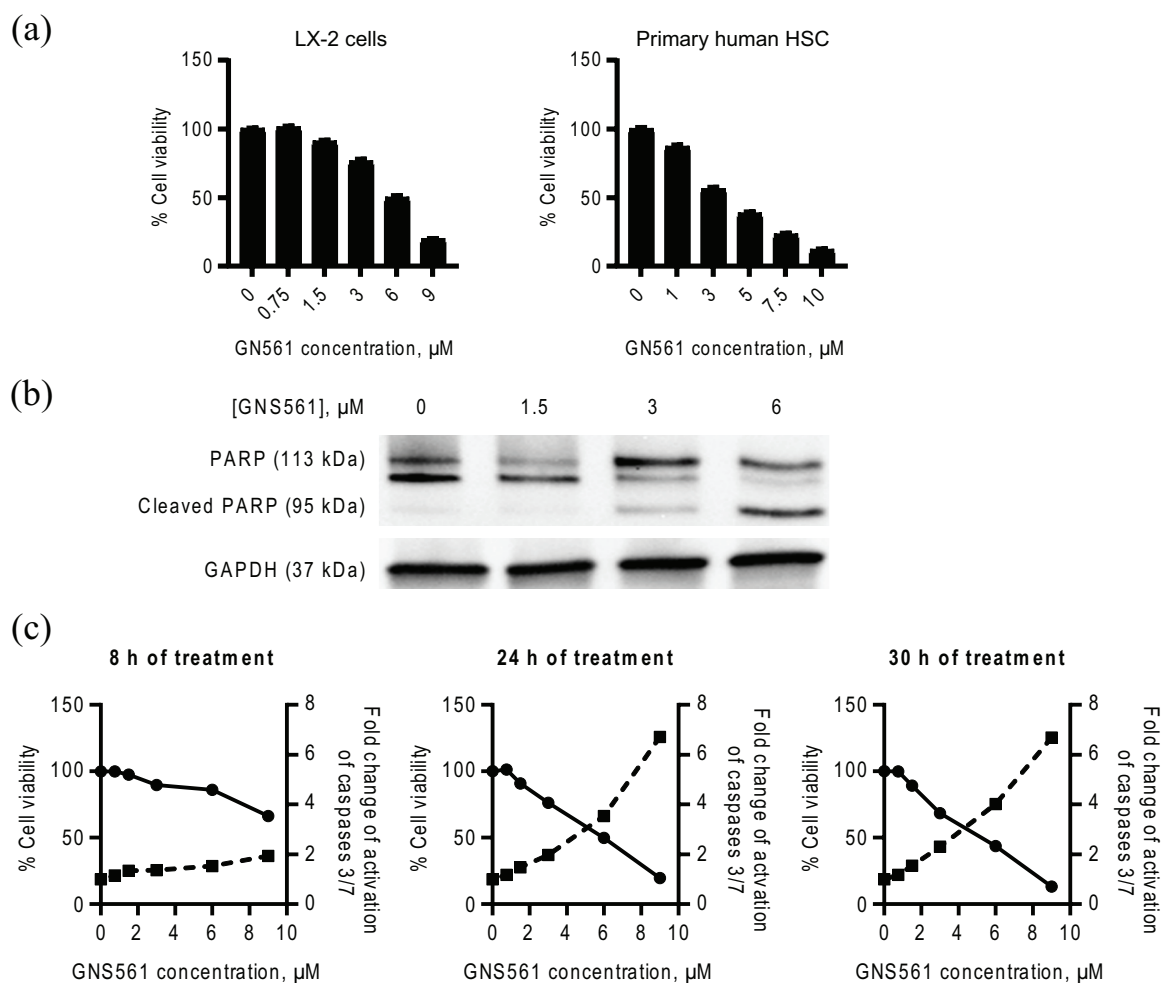 (a)
LX-2 cells
150
100
50
0
% Cell viability
0 0.75 1.5 3 6 9
GN561 concentration, µM
Primary human HSC
150
100
50
0
% Cell viability
0 1 3 5 7.5 10
GN561 concentration, µM
(b)
[GNS561], µM 0 1.5 3 6
PARP (113 kDa)
Cleaved PARP (95 kDa)
GAPDH (37 kDa)
(c)
8 h of treatment
150
100
50
0
% Cell viability
8
6
4
2
0
Fold change of activation
of caspases 3/7
0 2 4 6 8 10
GNS561 concentration, µM
24 h of treatment
150
100
50
0
% Cell viability
8
6
4
2
0
Fold change of activation
of caspases 3/7
0 2 4 6 8 10
GNS561 concentration, µM
30 h of treatment
150
100
50
0
% Cell viability
8
6
4
2
0
Fold change of activation
of caspases 3/7
0 2 4 6 8 10
GNS561 concentration, µM